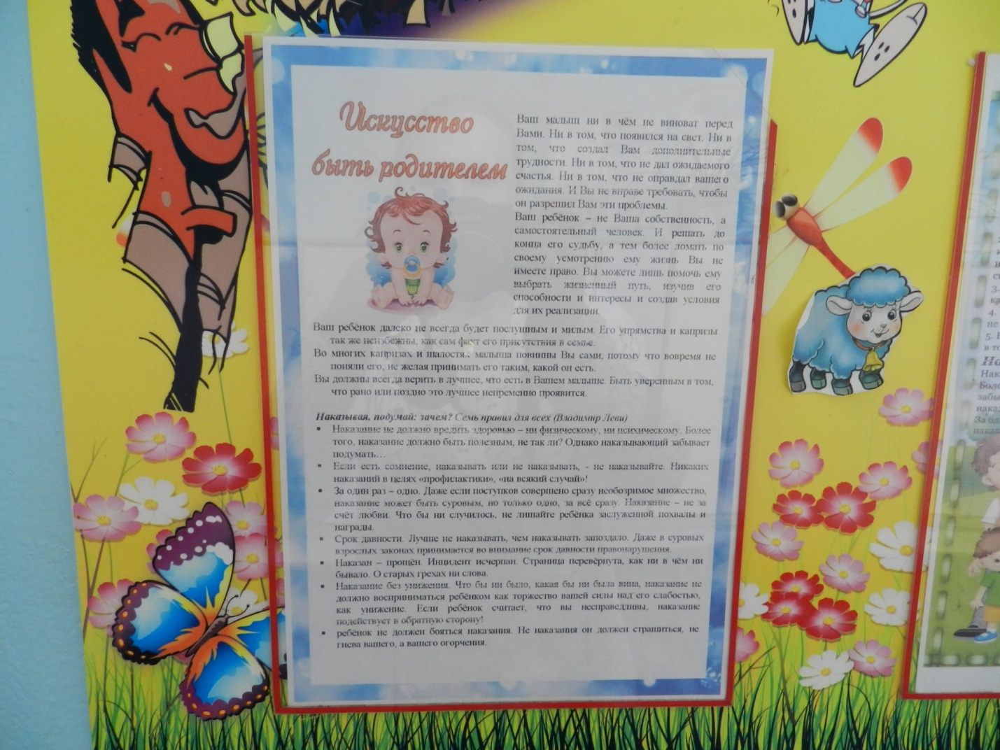 Искусство
быть родителем
Ваш малыш ни в чём не виноват перед
Вами. Ни в том, что появился на свет. Ни в
том, что создал Вам дополнительные
трудности. Ни в том, что не дал ожидаемого
счастья. Ни в том, что не оправдал вашего
ожидания. И Вы не вправе требовать, чтобы
он разрешил Вам эти проблемы.
Ваш ребёнок – не Ваша собственность, а
самостоятельный человек. И решать до
конца его судьбу, а тем более ломать по
своему усмотрению ему жизнь Вы не
имеете право. Вы можете лишь помочь ему
выбрать жизненный путь, изучив его
способности и интересы и создав условия
для их реализации.
Ваш ребёнок далеко не всегда будет послушным и милым. Его упрямства и капризы
так же неизбежны, как сам факт его присутствия в семье.
Во многих капризах и шалостях малыша повинны Вы сами, потому что вовремя не
поняли его, не желая принимать его таким, какой он есть.
Вы должны всегда верить в лучшее, что есть в Вашем малыше. Быть уверенным в том,
что рано или поздно это лучшее непременно проявится.
Наказывая, подумай: зачем? Семь правил для всех (Владимир Леви)
▪ Наказание не должно вредить здоровью – ни физическому, ни психическому. Более
того, наказание должно быть полезным, не так ли? Однако наказывающий забывает
подумать…
▪ Если есть сомнение, наказывать или не наказывать, - не наказывайте. Никаких
наказаний в целях «профилактики», «на всякий случай»!
▪ За один раз – одно. Даже если поступков совершено сразу необозримое множество,
наказание может быть суровым, но только одно, за всё сразу. Наказание – не за
счёт любви. Что бы ни случилось, не лишайте ребёнка заслуженной похвалы и
награды.
▪ Срок давности. Лучше не наказывать, чем наказывать запоздало. Даже в суровых
взрослых законах принимается во внимание срок давности правонарушения.
▪ Наказан – прощён. Инцидент исчерпан. Страница перевёрнута, как ни в чём ни
бывало. О старых грехах ни слова.
▪ Наказание без унижения. Что бы ни было, какая бы ни была вина, наказание не
должно восприниматься ребёнком как торжество вашей силы над его слабостью,
как унижение. Если ребёнок считает, что вы несправедливы, наказание
подействует в обратную сторону!
▪ ребёнок не должен бояться наказания. Не наказания он должен страшиться, не
гнева вашего, а вашего огорчения.